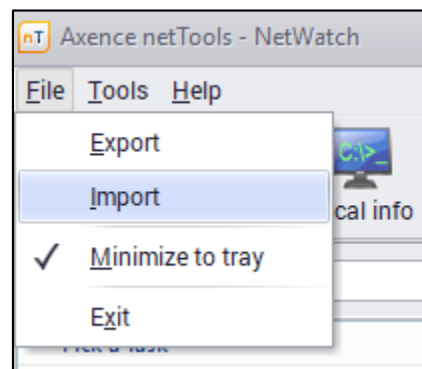 nT Axence netTools - NetWatch
File Tools Help
Export
C:\>_
Import
cal info
Minimize to tray
Exit